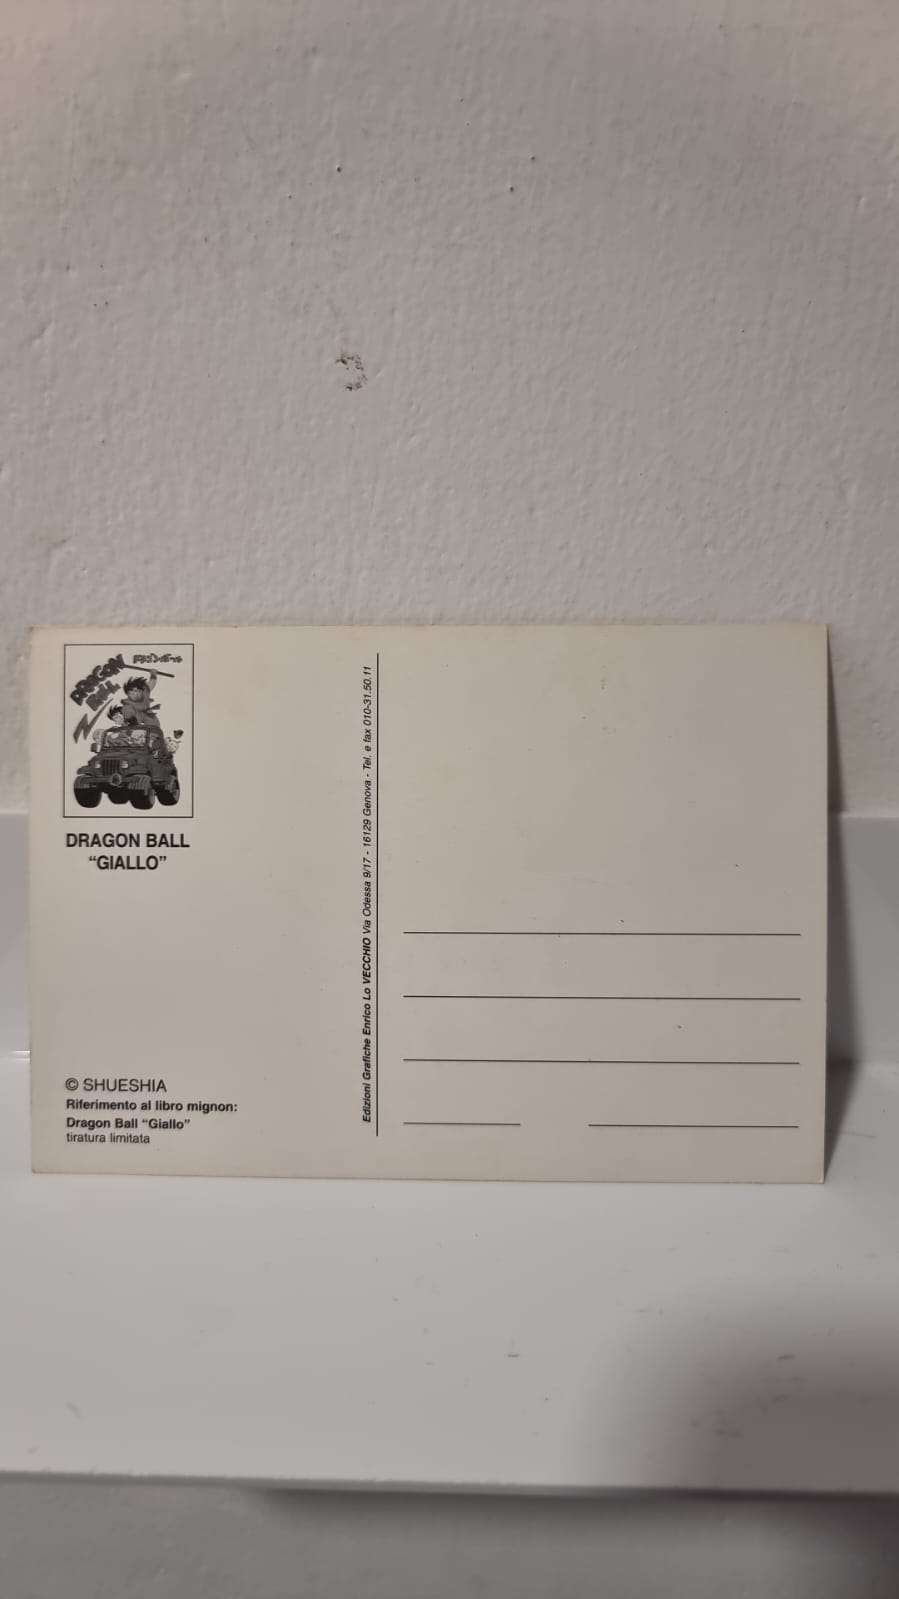 DRAGON
BALL
DRAGON BALL
“GIALLO”
© SHUESHIA
Riferimento al libro mignon:
Dragon Ball “Giallo”
tiratura limitata
Edizioni Grafiche Enrico Lo VECCHIO Via Odessa 9/17 - 16129 Genova - Tel. e fax 010-31.50.11